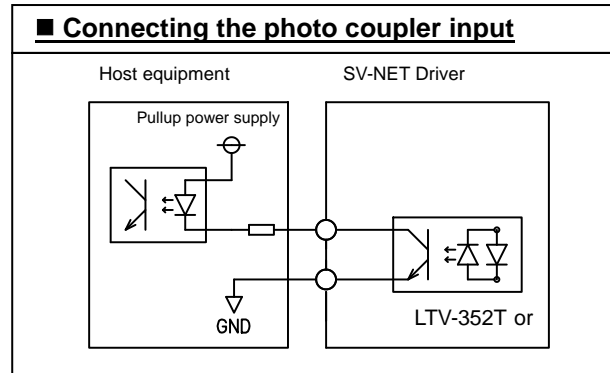 ■ Connecting the photo coupler input
Host equipment
SV-NET Driver
Pullup power supply
GND
LTV-352T or